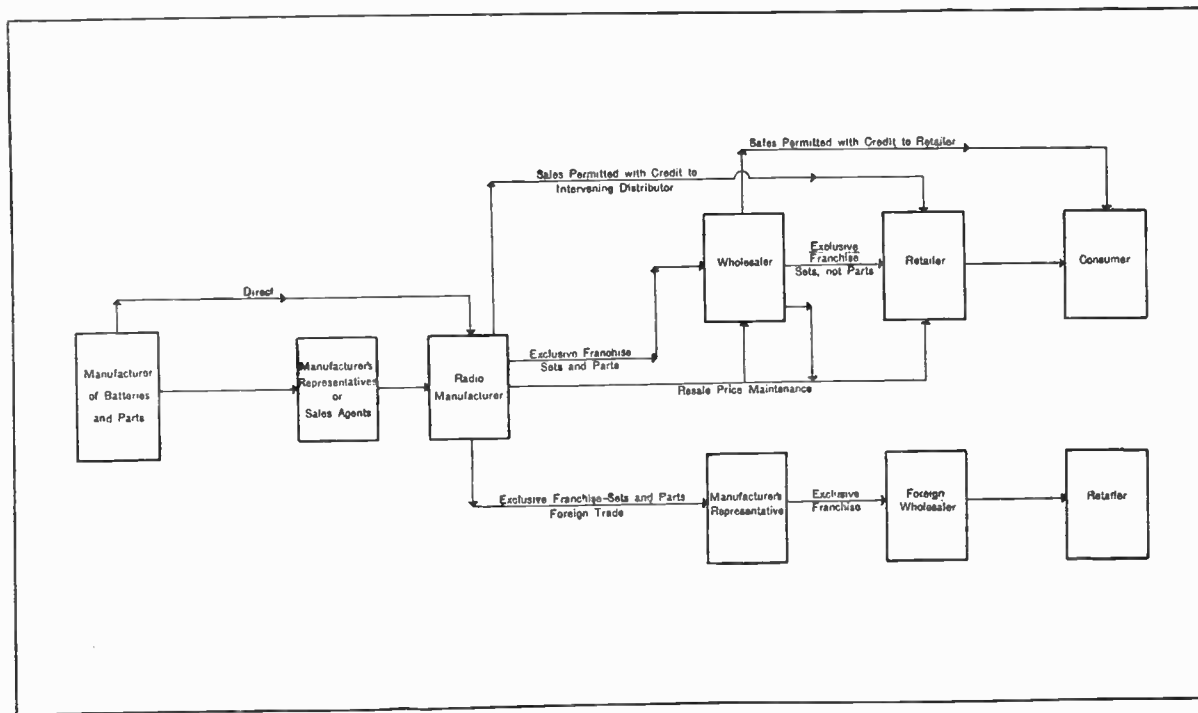 Sales Permitted with Credit to Retailer
Sales Permitted with Credit to
Intervening Distributor
Wholesaler
Exclusive
Franchise
Sets, not Parts
Retailer
Consumer
Direct
Manufacturer
of Batteries
and Parts
Manufacturer's
Representatives
or
Sales Agents
Radio
Manufacturer
Exclusive Franchise
Sets and Parts
Resale Price Maintenance
Exclusive Franchise-Sets and Parts
Foreign Trade
Manufacturer's
Representative
Exclusive
Franchise
Foreign
Wholesaler
Retailer